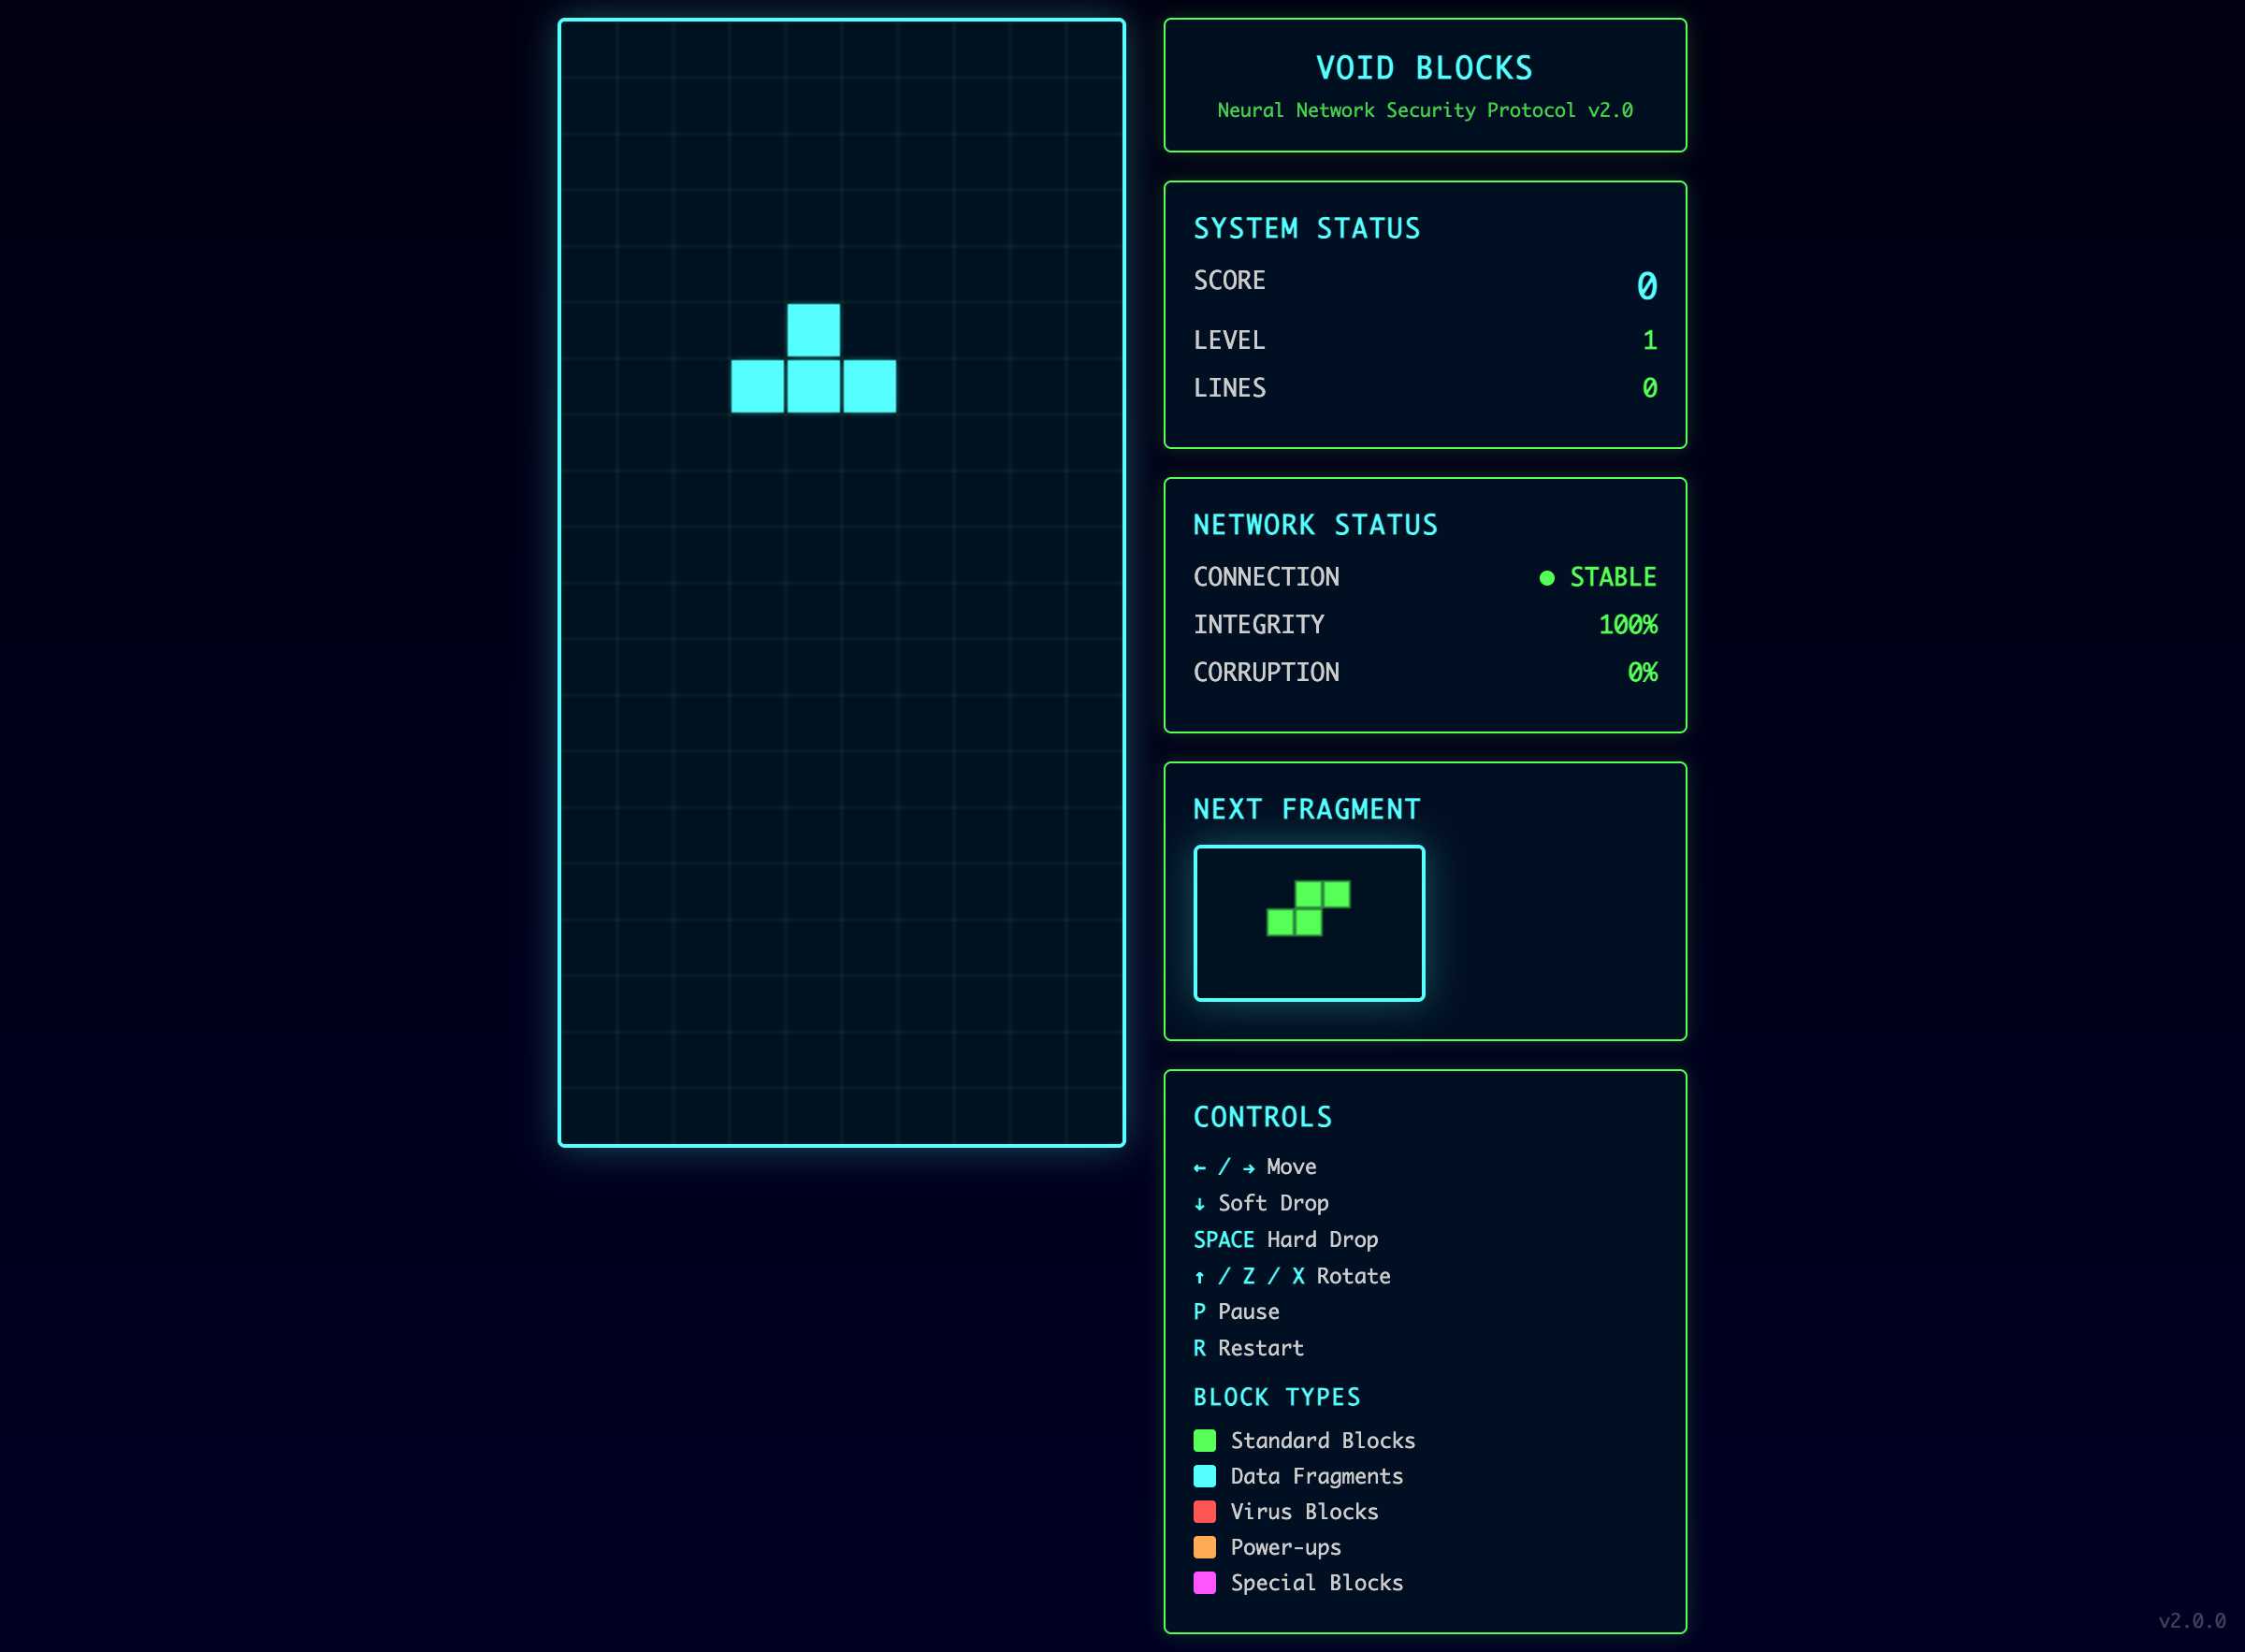 VOID BLOCKS
Neural Network Security Protocol v2.0
SYSTEM STATUS
SCORE 0
LEVEL 1
LINES 0
NETWORK STATUS
CONNECTION ● STABLE
INTEGRITY 100%
CORRUPTION 0%
NEXT FRAGMENT
CONTROLS
← / → Move
↓ Soft Drop
SPACE Hard Drop
↑ / Z / X Rotate
P Pause
R Restart
BLOCK TYPES
Standard Blocks
Data Fragments
Virus Blocks
Power-ups
Special Blocks
v2.0.0